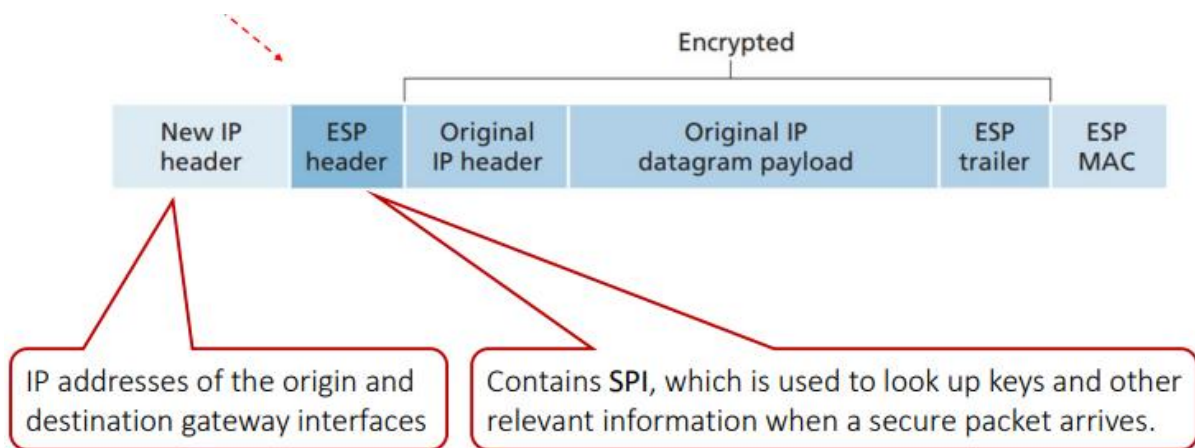 Encrypted
New IP
header
ESP
header
Original
IP header
Original IP
datagram payload
ESP
trailer
ESP
MAC
IP addresses of the origin and
destination gateway interfaces
Contains SPI, which is used to look up keys and other
relevant information when a secure packet arrives.